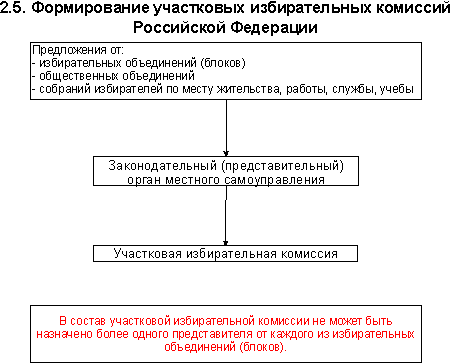 2.5. Формирование участковых избирательных комиссий
Российской Федерации
Предложения от:
- избирательных объединений (блоков)
- общественных объединений
- собраний избирателей по месту жительства, работы, службы, учебы
Законодательный (представительный)
орган местного самоуправления
Участковая избирательная комиссия
В состав участковой избирательной комиссии не может быть
назначено более одного представителя от каждого из избирательных
объединений (блоков).